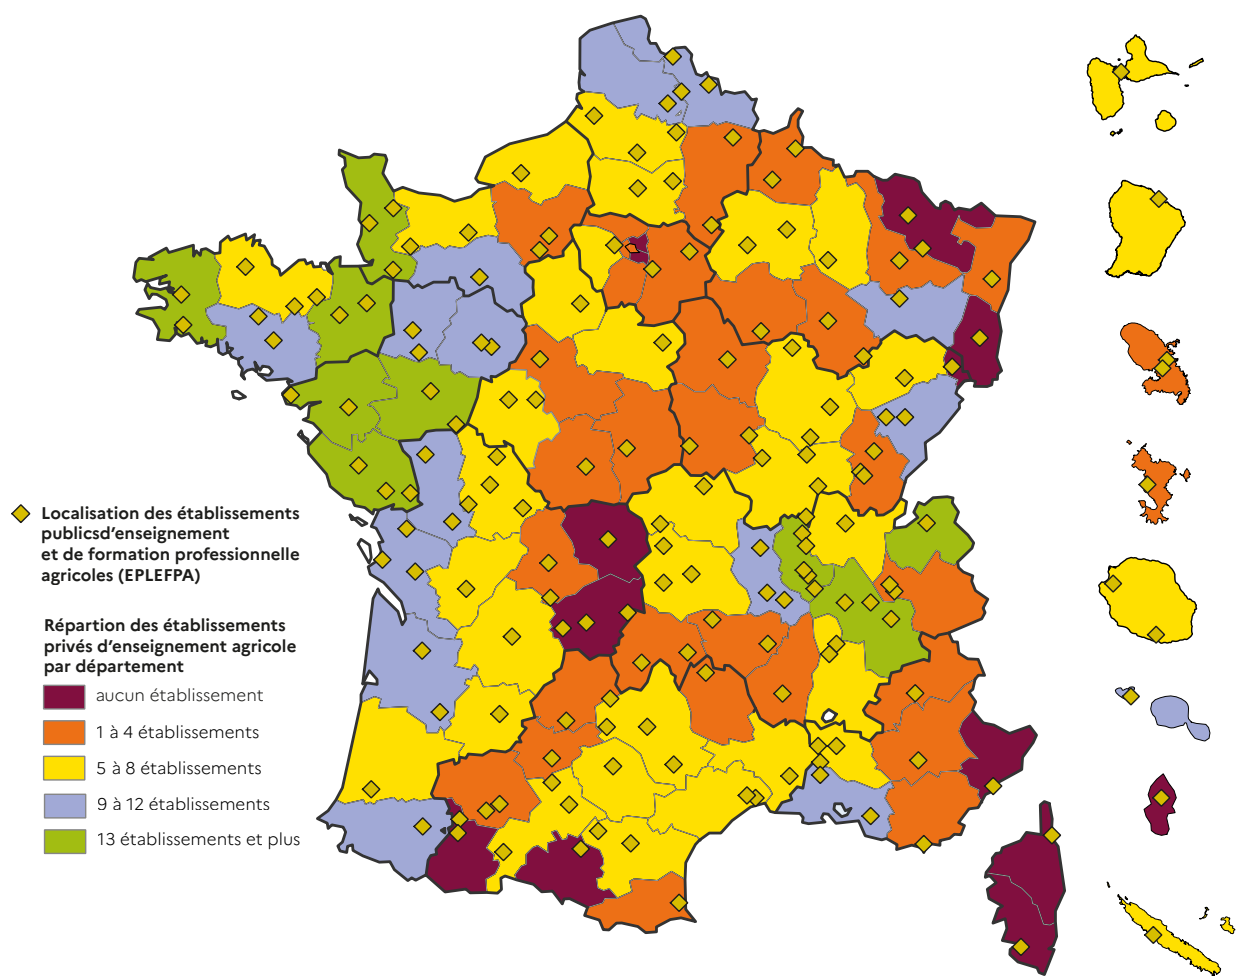 Localisation des établissements
publicsd’enseignement
et de formation professionnelle
agricoles (EPLEFPA)
Répartion des établissements
privés d’enseignement agricole
par département
aucun établissement
1 à 4 établissements
5 à 8 établissements
9 à 12 établissements
13 établissements et plus